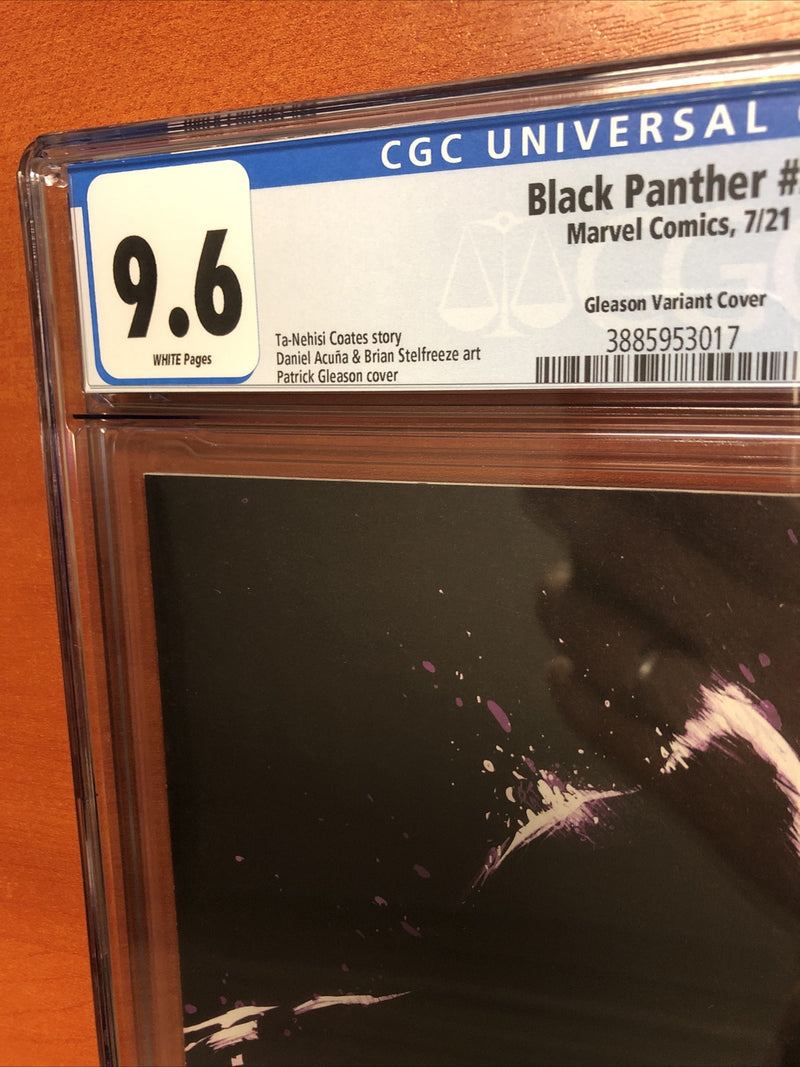 CGC UNIVERSAL
9.6
WHITE Pages
Black Panther #
Marvel Comics, 7/21
Gleason Variant Cover
3885953017
Ta-Nehisi Coates story
Daniel Acuña & Brian Stelfreeze art
Patrick Gleason cover
CGC